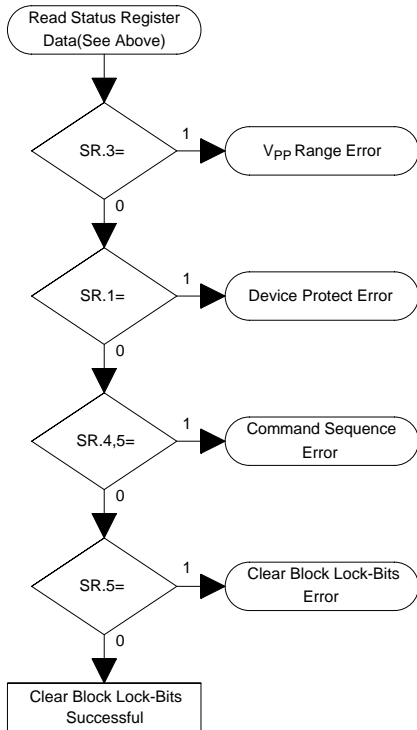 Read Status Register
Data(See Above)
SR.3=
1
VPP Range Error
0
SR.1=
1
Device Protect Error
0
SR.4,5=
1
Command Sequence
Error
0
SR.5=
1
Clear Block Lock-Bits
Error
0
Clear Block Lock-Bits
Successful